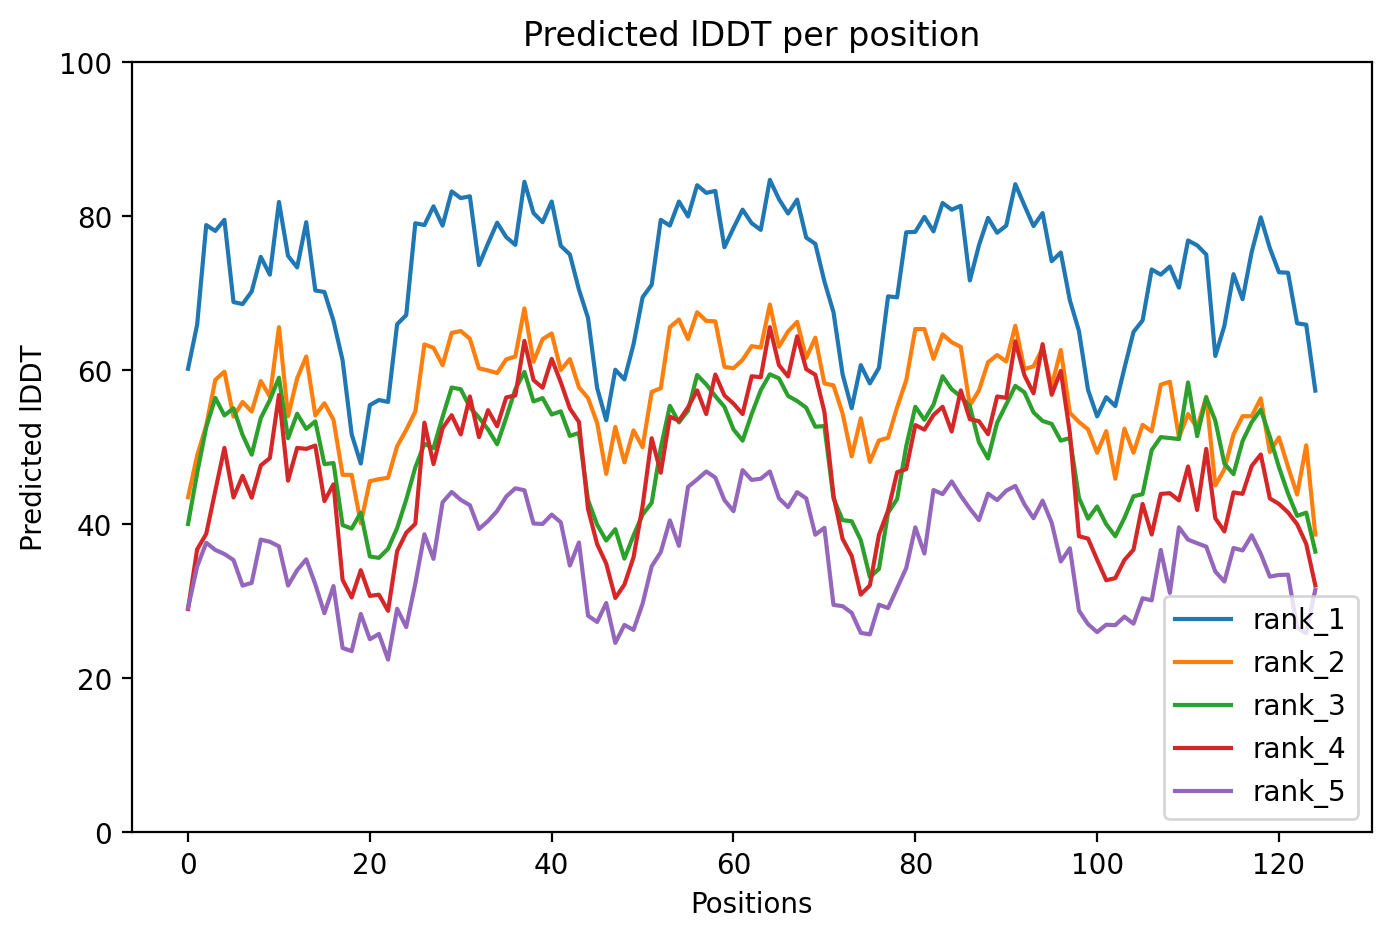 Predicted lDDT per position
100
80
60
40
20
0
Predicted lDDT
0 20 40 60 80 100 120
Positions
rank_1
rank_2
rank_3
rank_4
rank_5